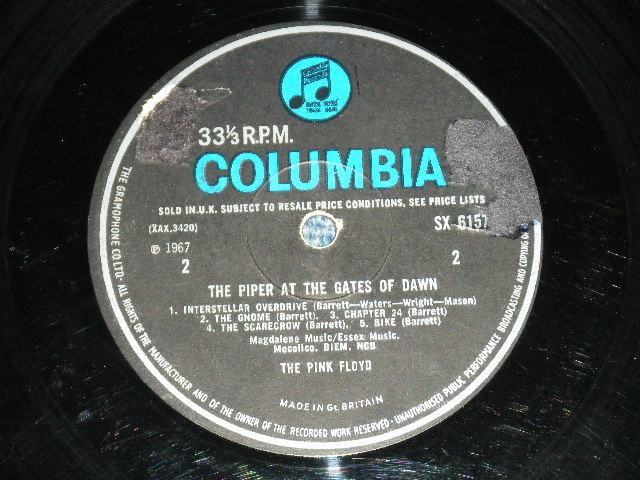 33⅓ R.P.M.
COLUMBIA
SOLD IN U.K. SUBJECT TO RESALE PRICE CONDITIONS, SEE PRICE LISTS
(XAX.3420)
SX 6157
℗ 1967
2
2
THE PIPER AT THE GATES OF DAWN
1. INTERSTELLAR OVERDRIVE (Barrett—Waters—Wright—Mason)
2. THE GNOME (Barrett). 3. CHAPTER 24 (Barrett)
4. THE SCARECROW (Barrett). 5. BIKE (Barrett)
Magdalene Music/Essex Music.
Mecolico. BIEM. NCB
THE PINK FLOYD
MADE IN Gt. BRITAIN
THE GRAMOPHONE CO LTD · ALL RIGHTS OF THE MANUFACTURER AND OF THE OWNER OF THE RECORDED WORK RESERVED · UNAUTHORISED PUBLIC PERFORMANCE BROADCASTING AND COPYING OF